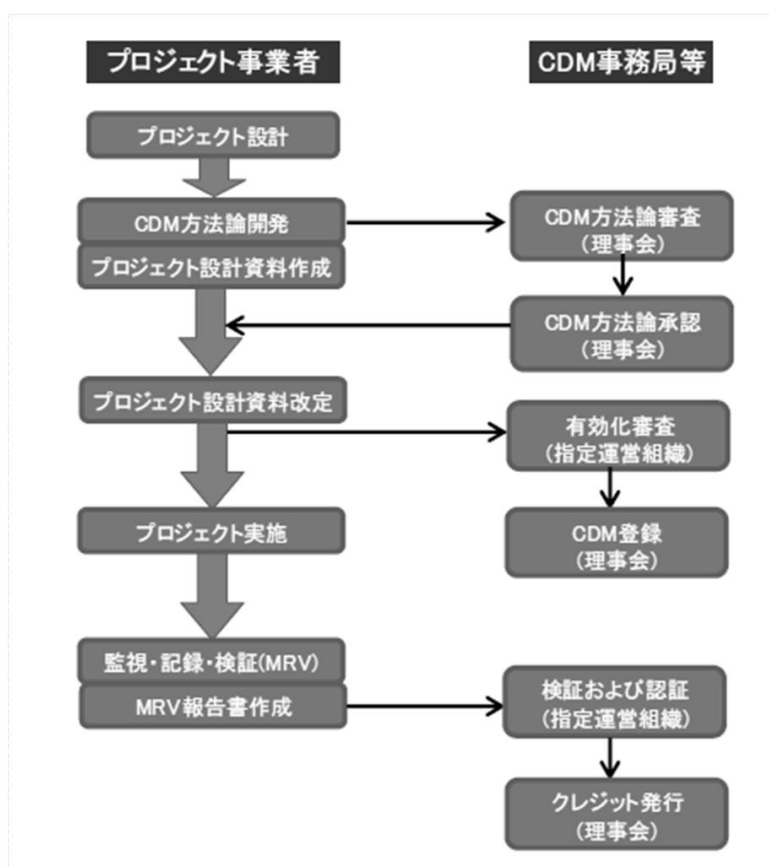 プロジェクト事業者
CDM事務局等
プロジェクト設計
CDM方法論開発
プロジェクト設計資料作成
CDM方法論審査
(理事会)
CDM方法論承認
(理事会)
プロジェクト設計資料改定
有効化審査
(指定運営組織)
プロジェクト実施
CDM登録
(理事会)
監視・記録・検証(MRV)
MRV報告書作成
検証および認証
(指定運営組織)
クレジット発行
(理事会)